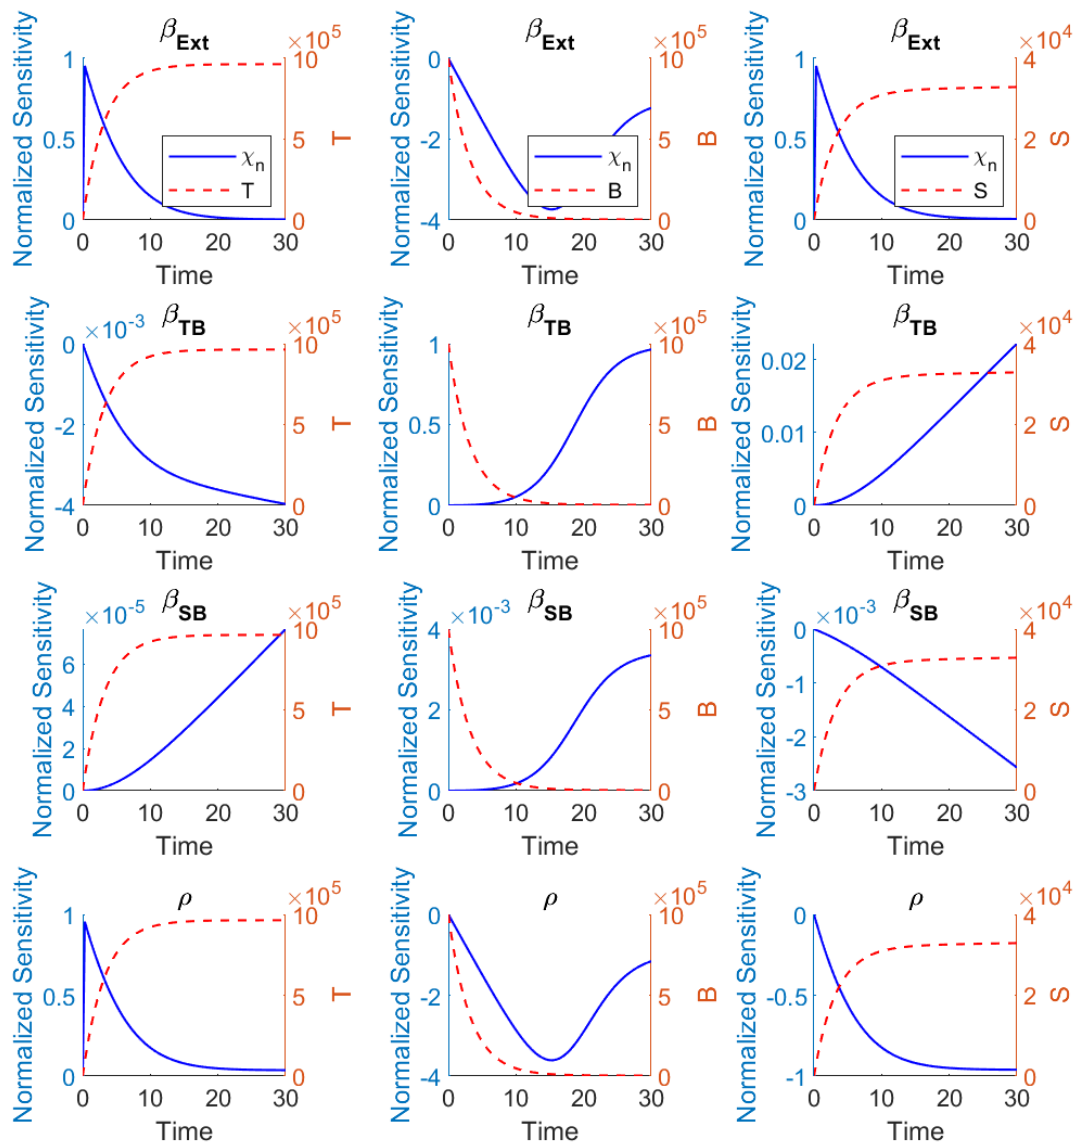 β_Ext
×10^5
Normalized Sensitivity
1
0.5
0
10
5
0
T
χ_n
T
0 10 20 30
Time
β_Ext
×10^5
Normalized Sensitivity
0
-2
-4
10
5
0
B
χ_n
B
0 10 20 30
Time
β_Ext
×10^4
Normalized Sensitivity
1
0.5
0
4
2
0
S
χ_n
S
0 10 20 30
Time
β_TB
×10^-3
×10^5
Normalized Sensitivity
0
-2
-4
10
5
0
T
0 10 20 30
Time
β_TB
×10^5
Normalized Sensitivity
1
0.5
0
10
5
0
B
0 10 20 30
Time
β_TB
×10^4
Normalized Sensitivity
0.02
0.01
0
4
2
0
S
0 10 20 30
Time
β_SB
×10^-5
×10^5
Normalized Sensitivity
6
4
2
0
10
5
0
T
0 10 20 30
Time
β_SB
×10^-3
×10^5
Normalized Sensitivity
4
2
0
10
5
0
B
0 10 20 30
Time
β_SB
×10^-3
×10^4
Normalized Sensitivity
0
-1
-2
-3
4
2
0
S
0 10 20 30
Time
ρ
×10^5
Normalized Sensitivity
1
0.5
0
10
5
0
T
0 10 20 30
Time
ρ
×10^5
Normalized Sensitivity
0
-2
-4
10
5
0
B
0 10 20 30
Time
ρ
×10^4
Normalized Sensitivity
0
-0.5
-1
4
2
0
S
0 10 20 30
Time